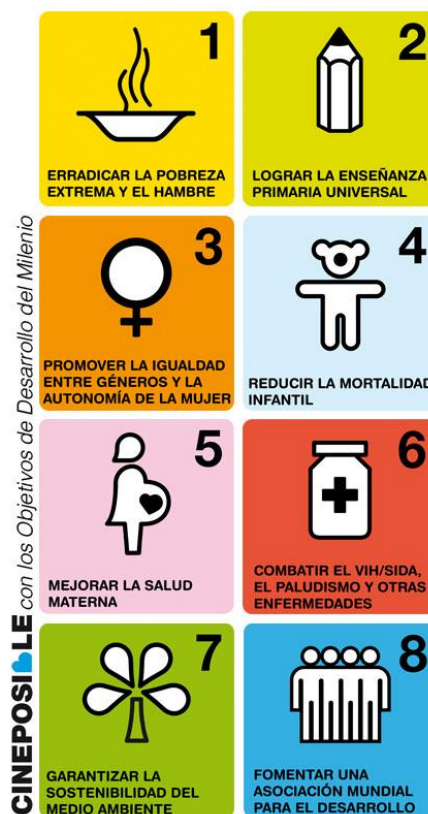 1
ERRADICAR LA POBREZA
EXTREMA Y EL HAMBRE
2
LOGRAR LA ENSEÑANZA
PRIMARIA UNIVERSAL
3
PROMOVER LA IGUALDAD
ENTRE GÉNEROS Y LA
AUTONOMÍA DE LA MUJER
4
REDUCIR LA MORTALIDAD
INFANTIL
5
MEJORAR LA SALUD
MATERNA
6
COMBATIR EL VIH/SIDA,
EL PALUDISMO Y OTRAS
ENFERMEDADES
7
GARANTIZAR LA
SOSTENIBILIDAD DEL
MEDIO AMBIENTE
8
FOMENTAR UNA
ASOCIACIÓN MUNDIAL
PARA EL DESARROLLO
CINEPOSIBLE con los Objetivos de Desarrollo del Milenio